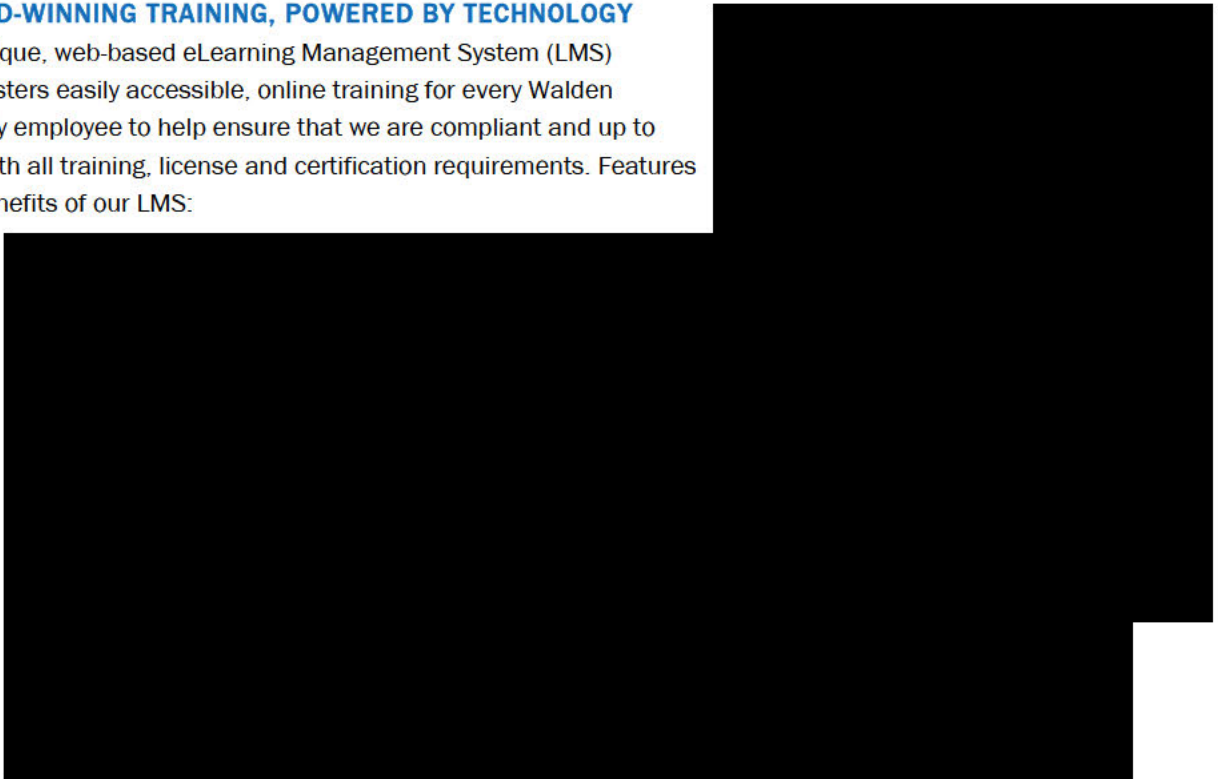 D-WINNING TRAINING, POWERED BY TECHNOLOGY
que, web-based eLearning Management System (LMS)
sters easily accessible, online training for every Walden
y employee to help ensure that we are compliant and up to
th all training, license and certification requirements. Features
nefits of our LMS: